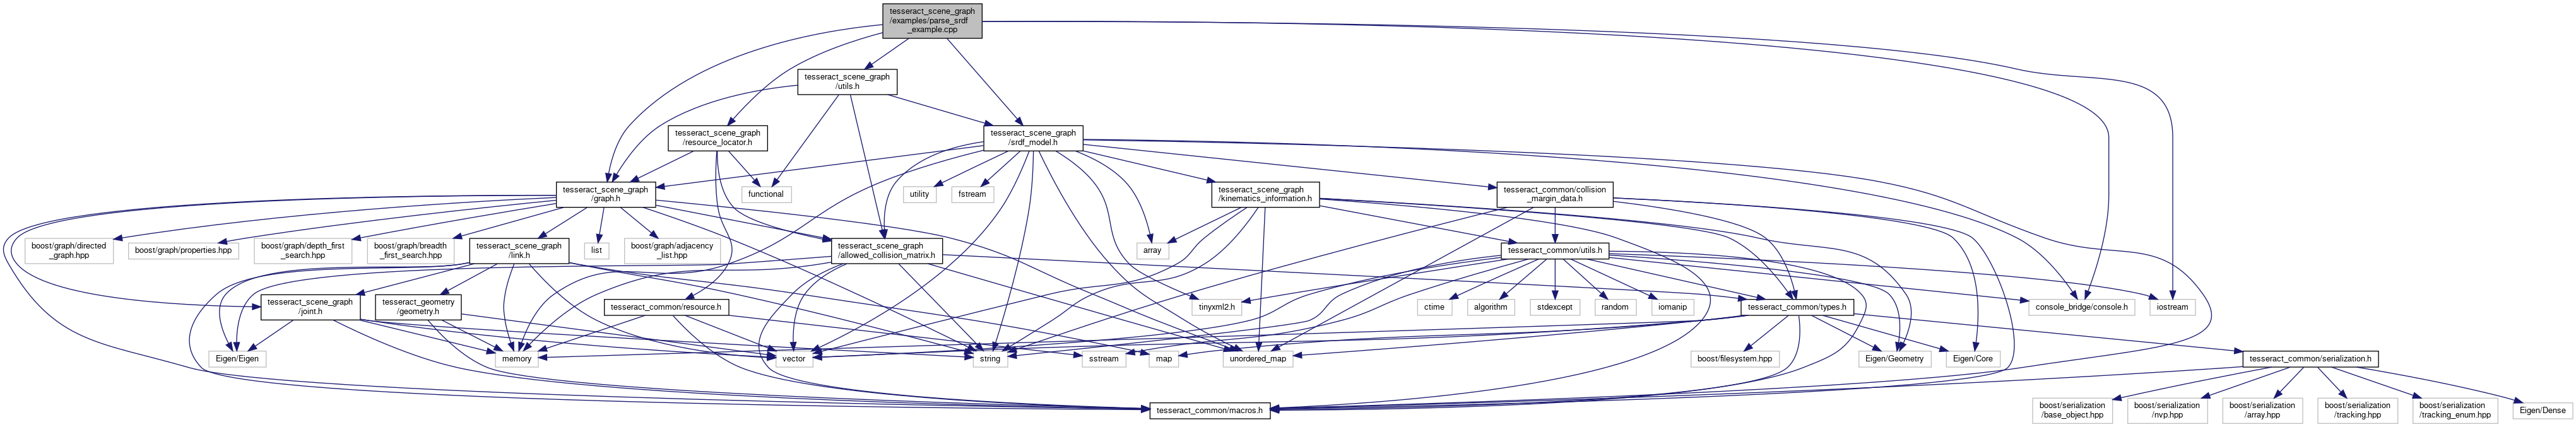 tesseract_scene_graph
/examples/parse_srdf
_example.cpp
tesseract_scene_graph
/utils.h
tesseract_scene_graph
/resource_locator.h
tesseract_scene_graph
/srdf_model.h
tesseract_scene_graph
/graph.h
functional
utility
fstream
tesseract_scene_graph
/kinematics_information.h
tesseract_common/collision
_margin_data.h
boost/graph/directed
_graph.hpp
boost/graph/properties.hpp
boost/graph/depth_first
_search.hpp
boost/graph/breadth
_first_search.hpp
tesseract_scene_graph
/link.h
list
boost/graph/adjacency
_list.hpp
tesseract_scene_graph
/allowed_collision_matrix.h
array
tesseract_common/utils.h
tesseract_scene_graph
/joint.h
tesseract_geometry
/geometry.h
tesseract_common/resource.h
tinyxml2.h
ctime
algorithm
stdexcept
random
iomanip
tesseract_common/types.h
console_bridge/console.h
iostream
Eigen/Eigen
memory
vector
string
sstream
map
unordered_map
boost/filesystem.hpp
Eigen/Geometry
Eigen/Core
tesseract_common/serialization.h
tesseract_common/macros.h
boost/serialization
/base_object.hpp
boost/serialization
/nvp.hpp
boost/serialization
/array.hpp
boost/serialization
/tracking.hpp
boost/serialization
/tracking_enum.hpp
Eigen/Dense